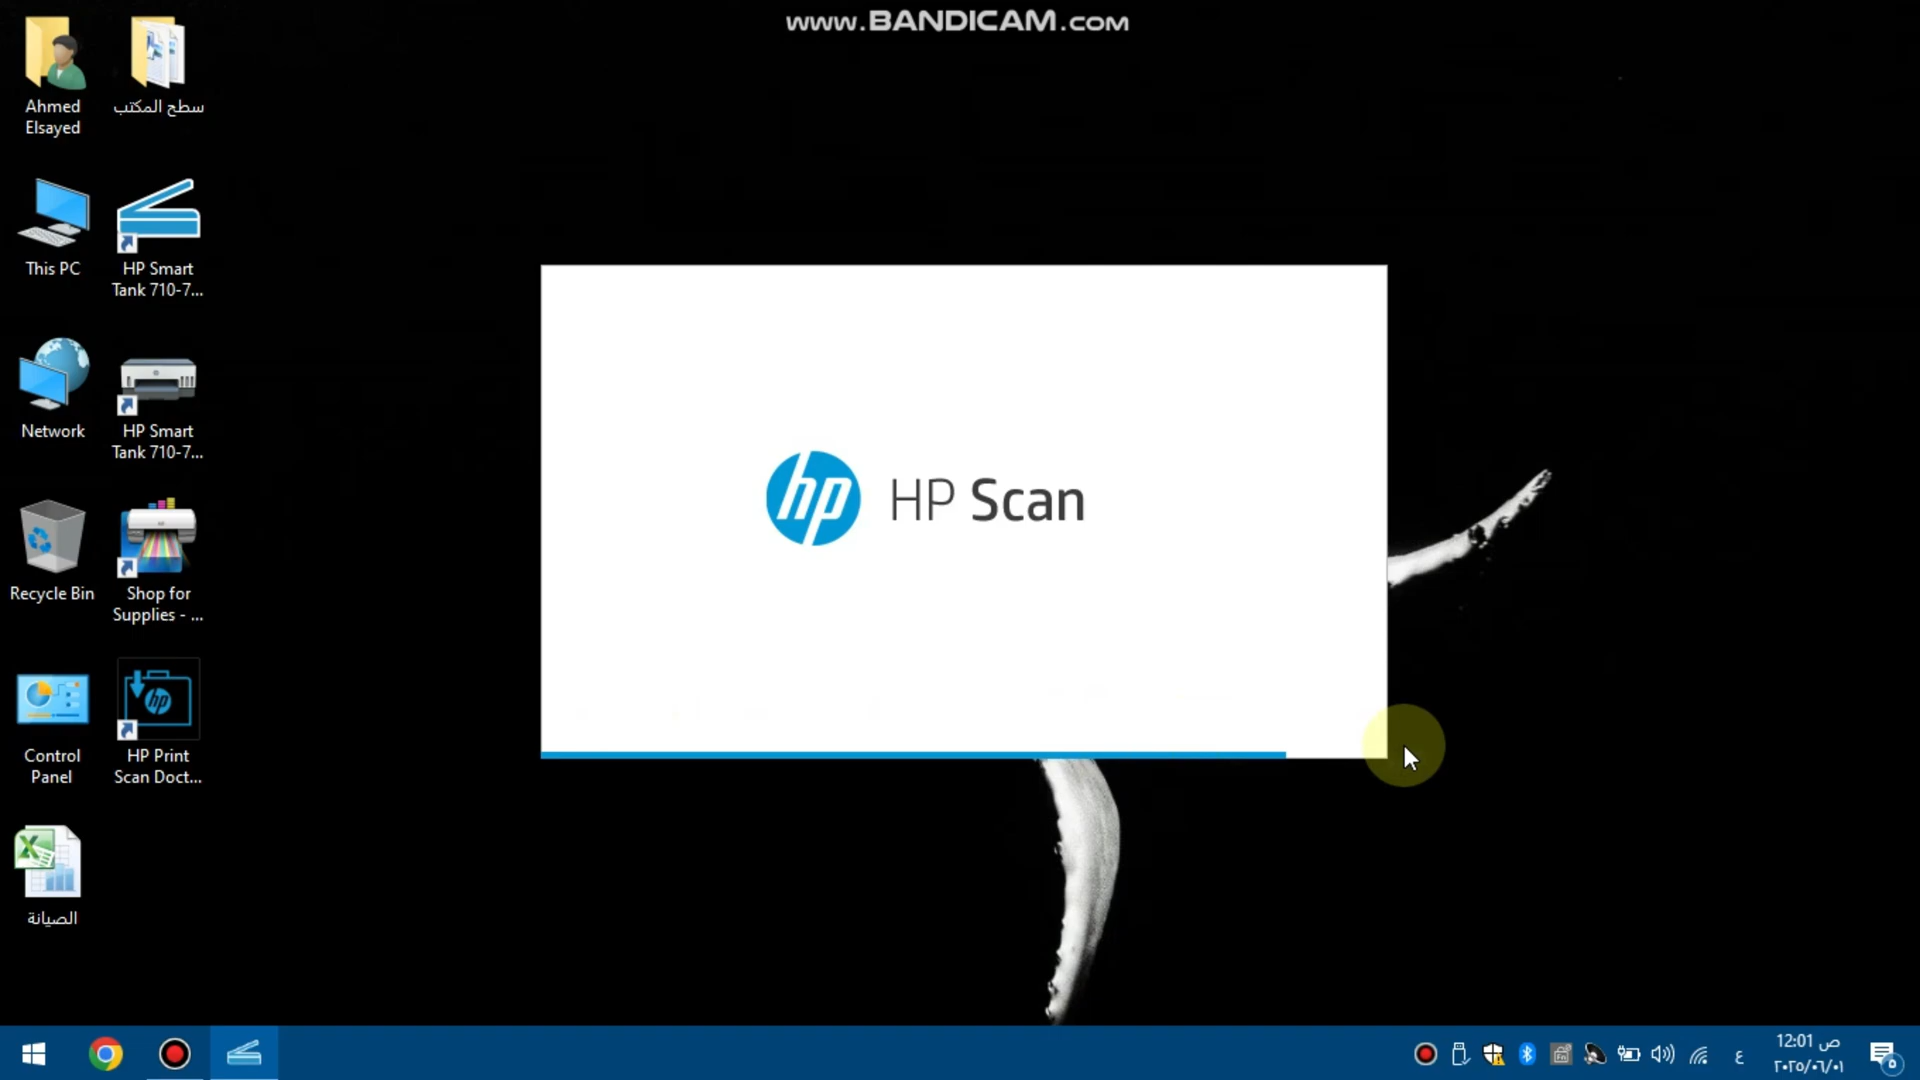 www.BANDICAM.com
Ahmed
Elsayed
سطح المكتب
This PC
HP Smart
Tank 710-7...
Network
HP Smart
Tank 710-7...
Recycle Bin
Shop for
Supplies - ...
Control
Panel
HP Print
Scan Doct...
الصيانة
hp HP Scan
ع
12:01 ص
٢٠٢٥/٠٦/٠١